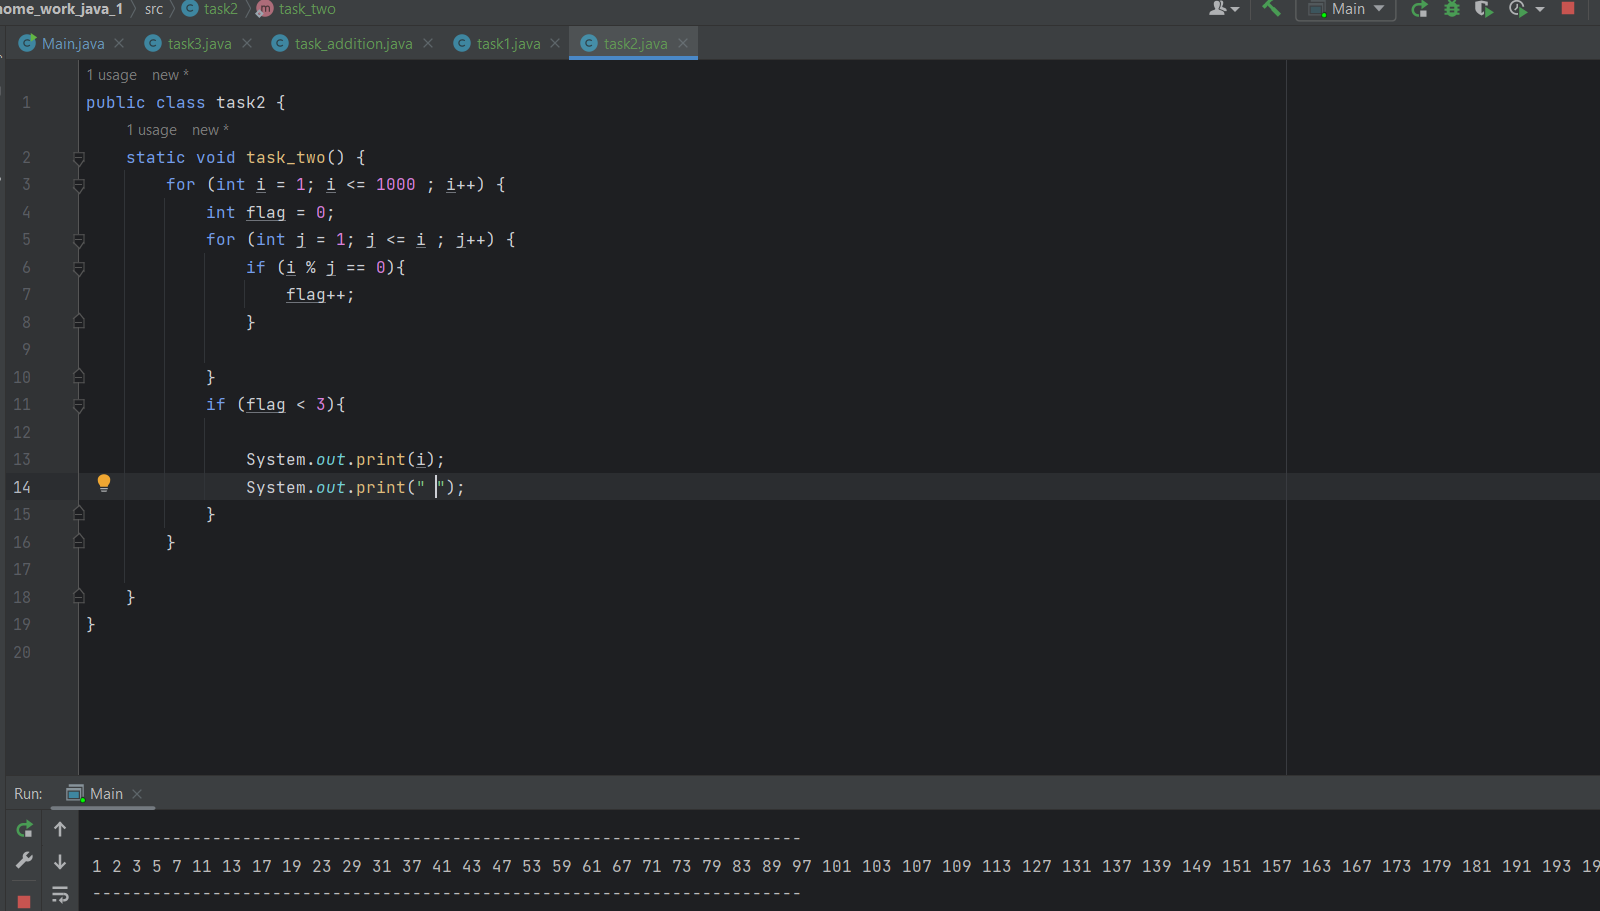 home_work_java_1 src task2 task_two Main
Main.java task3.java task_addition.java task1.java task2.java
1 usage new *
1 public class task2 {
1 usage new *
2 static void task_two() {
3 for (int i = 1; i <= 1000 ; i++) {
4 int flag = 0;
5 for (int j = 1; j <= i ; j++) {
6 if (i % j == 0){
7 flag++;
8 }
9
10 }
11 if (flag < 3){
12
13 System.out.print(i);
14 System.out.print(" ");
15 }
16 }
17
18 }
19 }
20
Run: Main
-----------------------------------------------------------------------
1 2 3 5 7 11 13 17 19 23 29 31 37 41 43 47 53 59 61 67 71 73 79 83 89 97 101 103 107 109 113 127 131 137 139 149 151 157 163 167 173 179 181 191 193 19
-----------------------------------------------------------------------